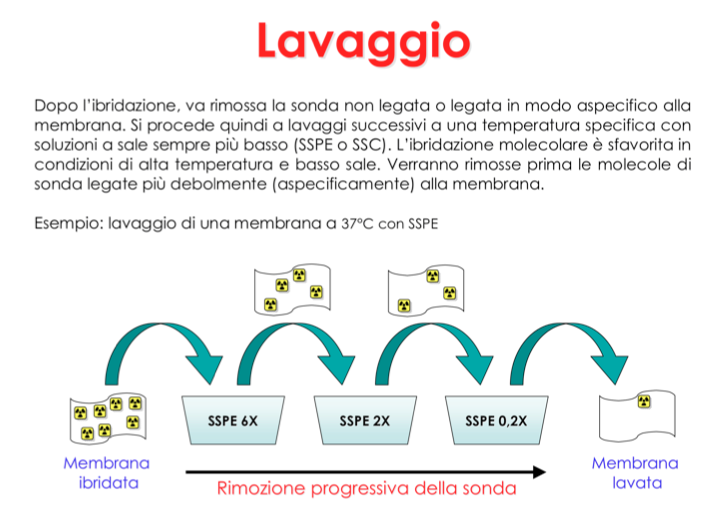 Lavaggio
Dopo l'ibridazione, va rimossa la sonda non legata o legata in modo aspecifico alla
membrana. Si procede quindi a lavaggi successivi a una temperatura specifica con
soluzioni a sale sempre più basso (SSPE o SSC). L'ibridazione molecolare è sfavorita in
condizioni di alta temperatura e basso sale. Verranno rimosse prima le molecole di
sonda legate più debolmente (aspecificamente) alla membrana.
Esempio: lavaggio di una membrana a 37°C con SSPE
SSPE 6X
SSPE 2X
SSPE 0,2X
Membrana
ibridata
Rimozione progressiva della sonda
Membrana
lavata